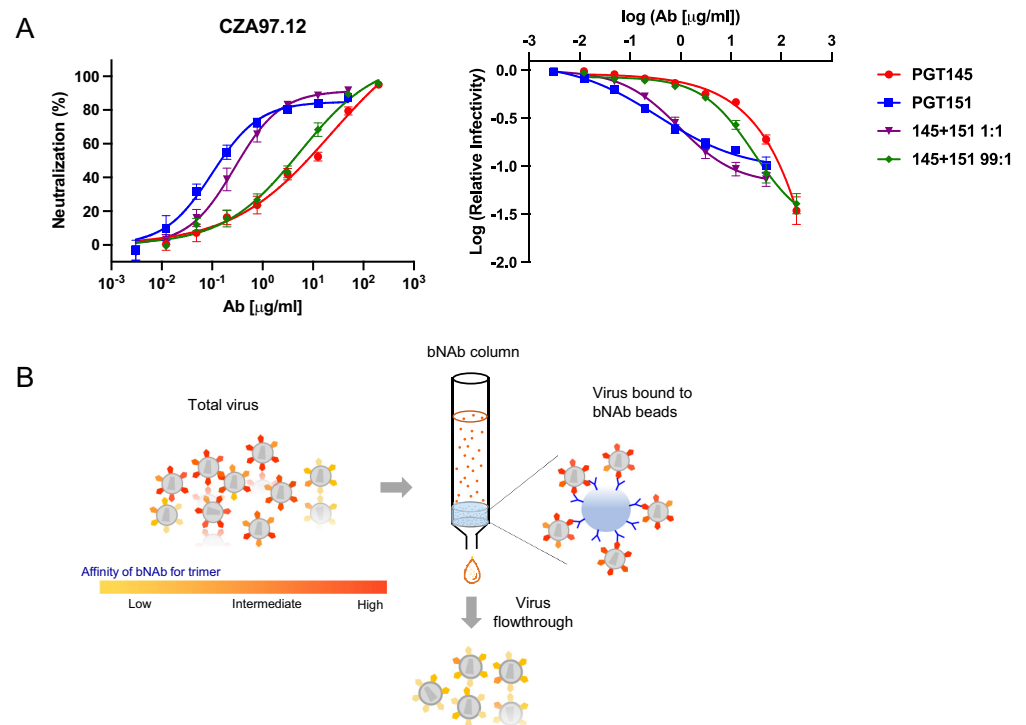 A
CZA97.12
Neutralization (%)
100
80
60
40
20
0
10-3
10-2
10-1
100
101
102
103
Ab [μg/ml]
log (Ab [μg/ml])
-3
-2
-1
0
1
2
3
Log (Relative Infectivity)
0.0
-0.5
-1.0
-1.5
-2.0
PGT145
PGT151
145+151 1:1
145+151 99:1
B
Total virus
bNAb column
Virus bound to
bNAb beads
Affinity of bNAb for trimer
Low
Intermediate
High
Virus
flowthrough